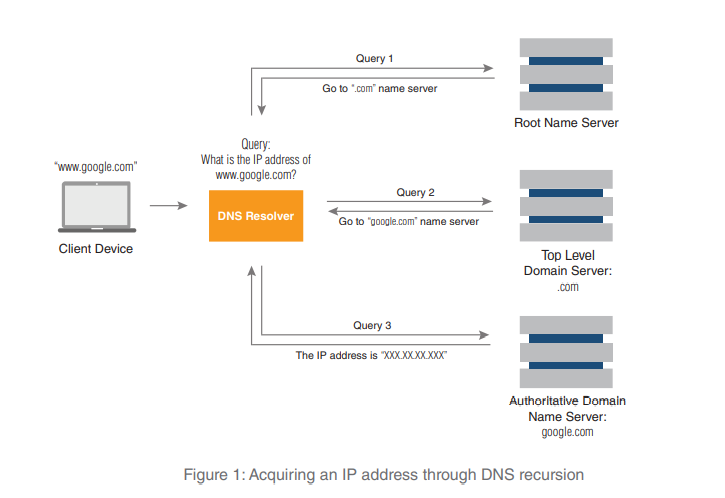 Query 1
Go to “.com” name server
Root Name Server
Query:
What is the IP address of
www.google.com?
“www.google.com”
DNS Resolver
Client Device
Query 2
Go to “google.com” name server
Top Level
Domain Server:
.com
Query 3
The IP address is “XXX.XX.XX.XXX”
Authoritative Domain
Name Server:
google.com
Figure 1: Acquiring an IP address through DNS recursion